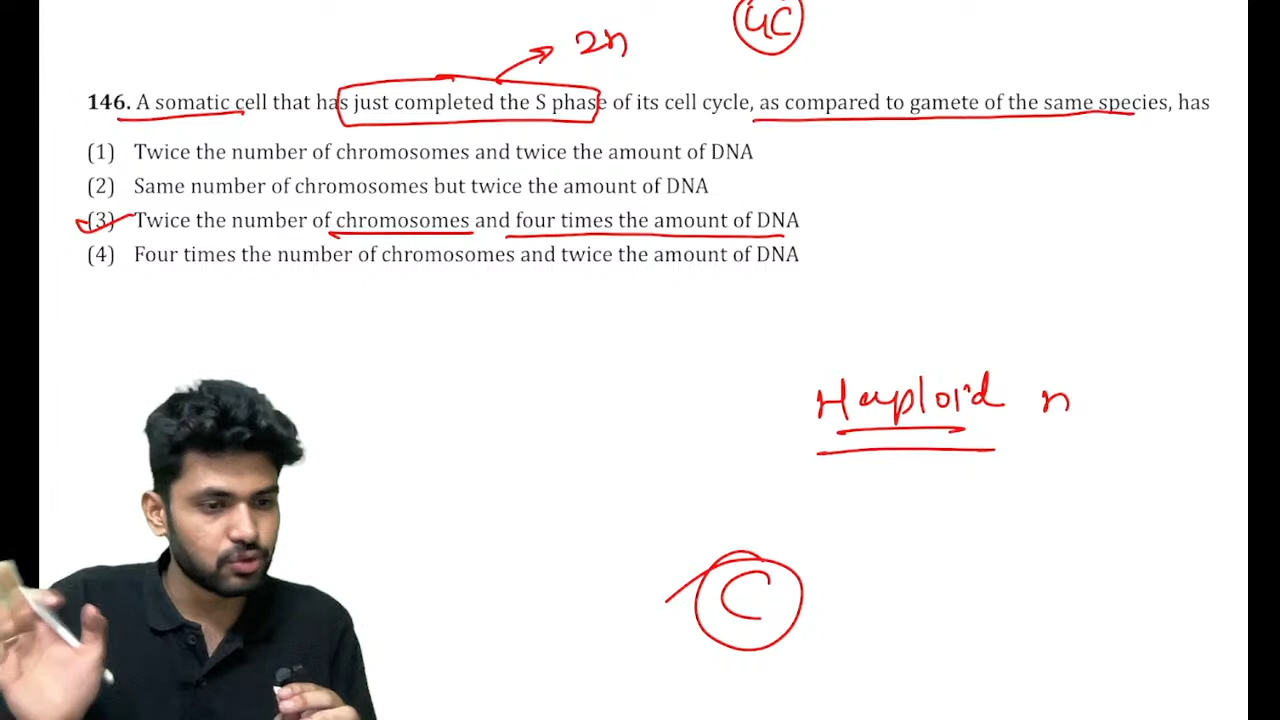 4C
2n
146. A somatic cell that has just completed the S phase of its cell cycle, as compared to gamete of the same species, has
(1) Twice the number of chromosomes and twice the amount of DNA
(2) Same number of chromosomes but twice the amount of DNA
(3) Twice the number of chromosomes and four times the amount of DNA
(4) Four times the number of chromosomes and twice the amount of DNA
Haploid n
C